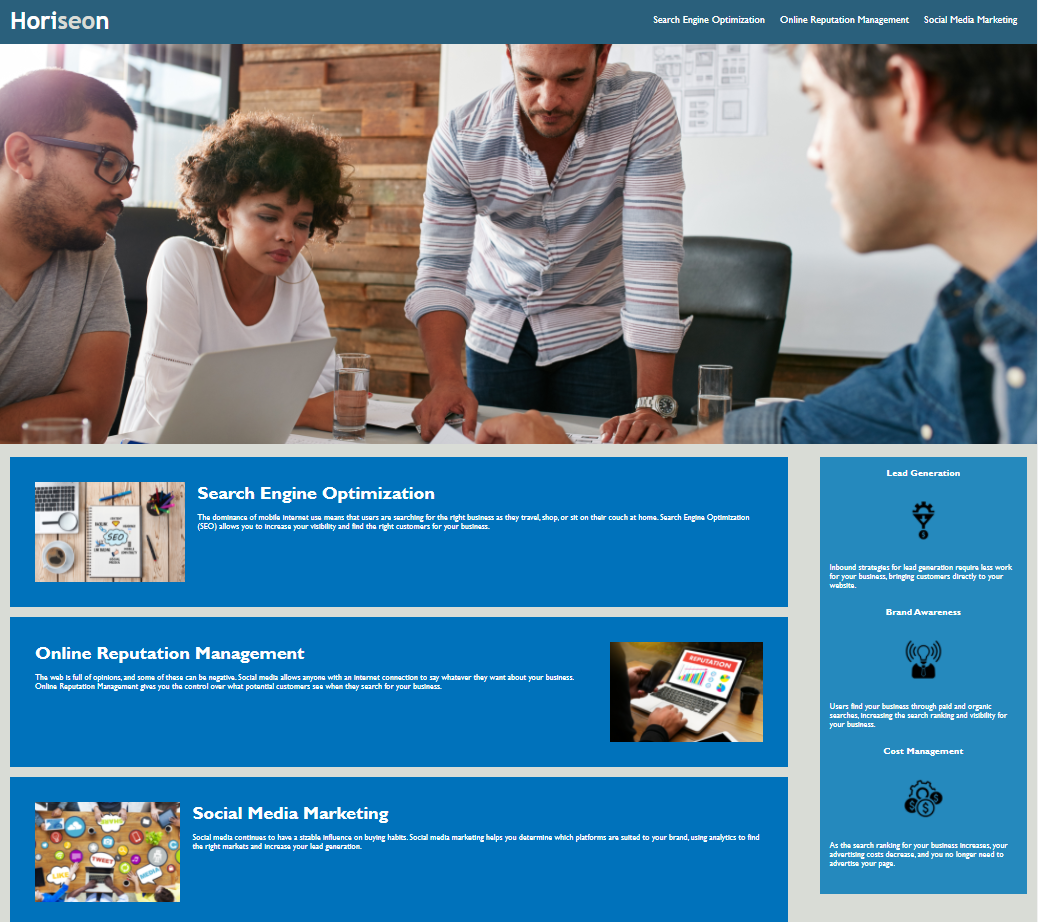 Horiseon
Search Engine Optimization
Online Reputation Management
Social Media Marketing
Search Engine Optimization
The dominance of mobile internet use means that users are searching for the right business as they travel, shop, or sit on their couch at home. Search Engine Optimization
(SEO) allows you to increase your visibility and find the right customers for your business.
SEO
Online Reputation Management
The web is full of opinions, and some of these can be negative. Social media allows anyone with an internet connection to say whatever they want about your business.
Online Reputation Management gives you the control over what potential customers see when they search for your business.
REPUTATION
Social Media Marketing
Social media continues to have a sizable influence on buying habits. Social media marketing helps you determine which platforms are suited to your brand, using analytics to find
the right markets and increase your lead generation.
TWEET
LIKE
MEDIA
Lead Generation
Inbound strategies for lead generation require less work
for your business, bringing customers directly to your
website.
Brand Awareness
Users find your business through paid and organic
searches, increasing the search ranking and visibility for
your business.
Cost Management
As the search ranking for your business increases, your
advertising costs decrease, and you no longer need to
advertise your page.